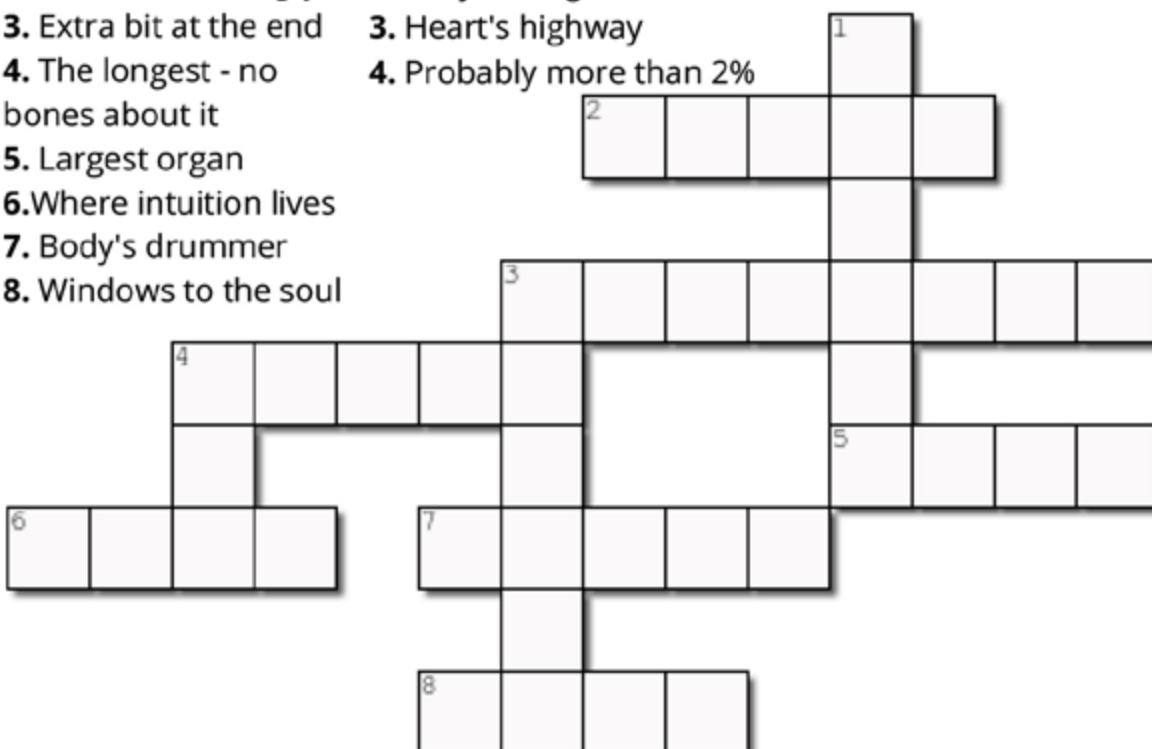 3. Extra bit at the end
4. The longest - no
bones about it
5. Largest organ
6.Where intuition lives
7. Body's drummer
8. Windows to the soul
3. Heart's highway
4. Probably more than 2%
1
2
3
4
5
6
7
8